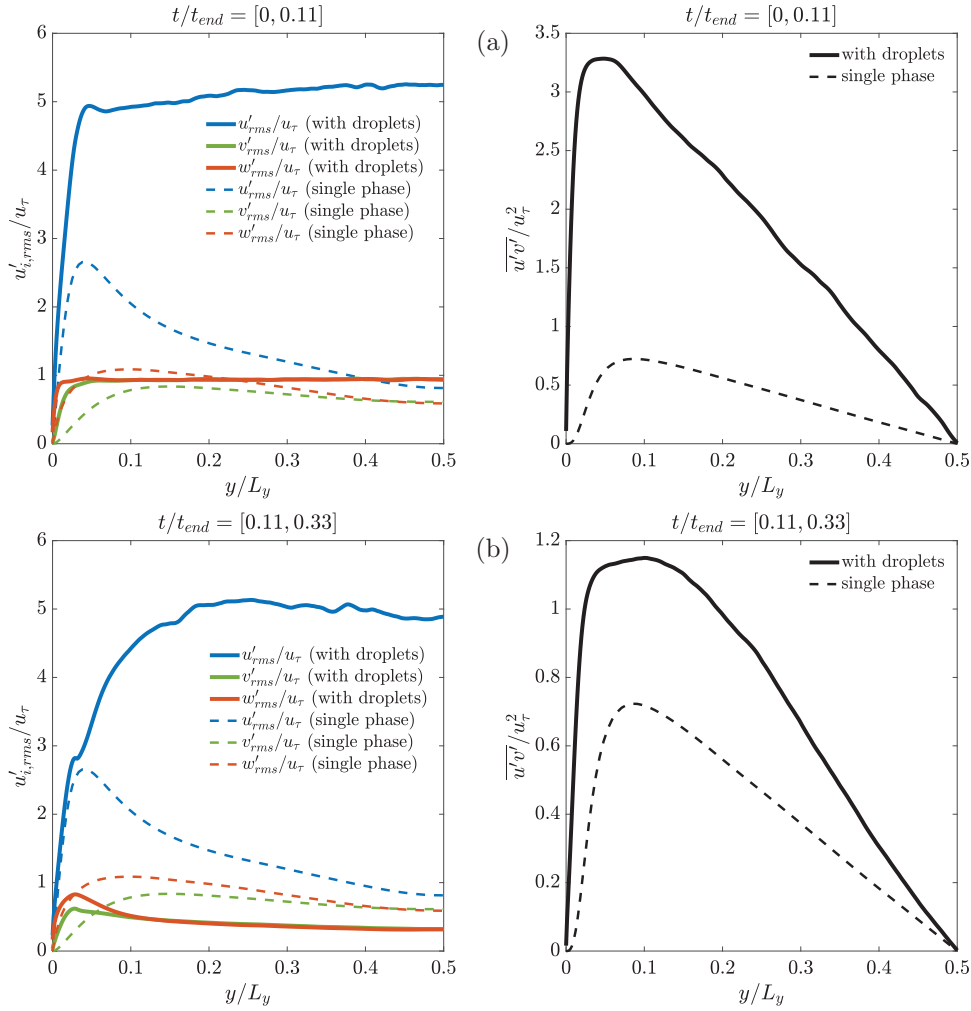 t/t_end = [0, 0.11]
(a)
t/t_end = [0, 0.11]
u′_{i,rms}/u_τ
6
5
4
3
2
1
0
u′_rms/u_τ (with droplets)
v′_rms/u_τ (with droplets)
w′_rms/u_τ (with droplets)
u′_rms/u_τ (single phase)
v′_rms/u_τ (single phase)
w′_rms/u_τ (single phase)
0 0.1 0.2 0.3 0.4 0.5
y/L_y
\overline{u′v′}/u_τ^2
3.5
3
2.5
2
1.5
1
0.5
0
with droplets
single phase
0 0.1 0.2 0.3 0.4 0.5
y/L_y
t/t_end = [0.11, 0.33]
(b)
t/t_end = [0.11, 0.33]
u′_{i,rms}/u_τ
6
5
4
3
2
1
0
u′_rms/u_τ (with droplets)
v′_rms/u_τ (with droplets)
w′_rms/u_τ (with droplets)
u′_rms/u_τ (single phase)
v′_rms/u_τ (single phase)
w′_rms/u_τ (single phase)
0 0.1 0.2 0.3 0.4 0.5
y/L_y
\overline{u′v′}/u_τ^2
1.2
1
0.8
0.6
0.4
0.2
0
with droplets
single phase
0 0.1 0.2 0.3 0.4 0.5
y/L_y